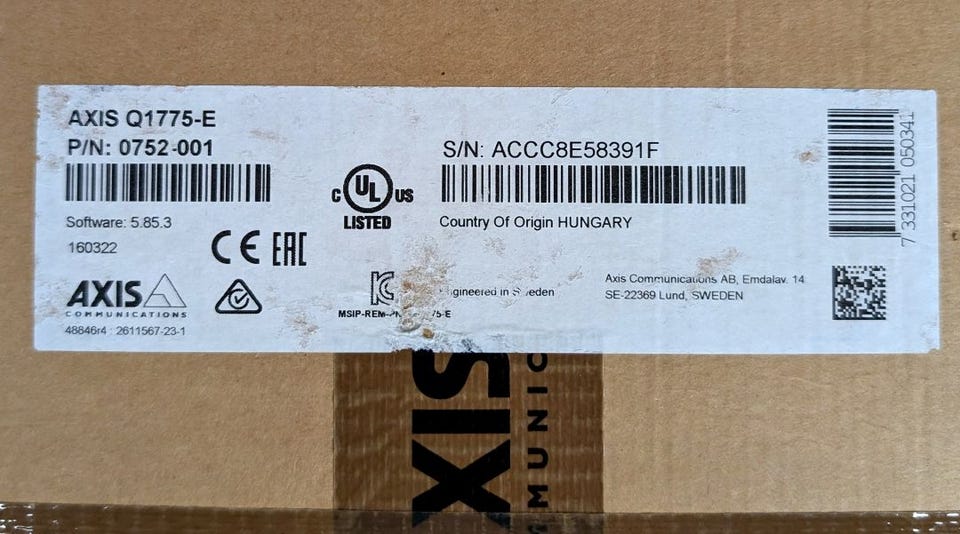 AXIS Q1775-E
P/N: 0752-001
Software: 5.85.3
160322
CE EAC
AXIS
COMMUNICATIONS
48846r4 : 2611567-23-1
C UL US
LISTED
S/N: ACCC8E58391F
Country Of Origin HUNGARY
in Sweden
Axis Communications AB, Emdalav. 14
SE-22369 Lund, SWEDEN
7 331021 050341
AXIS